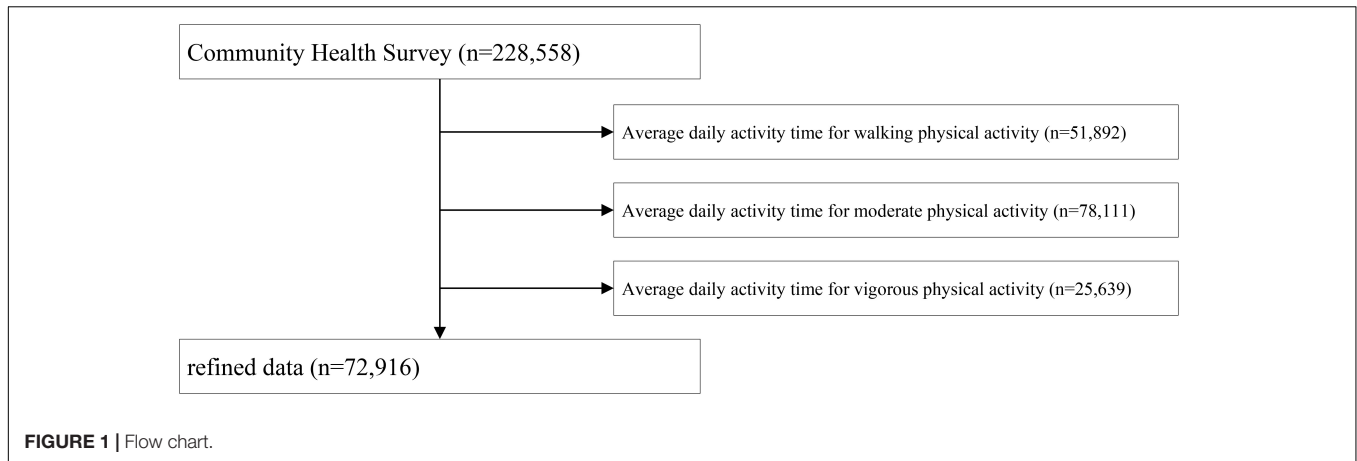 Community Health Survey (n=228,558)
Average daily activity time for walking physical activity (n=51,892)
Average daily activity time for moderate physical activity (n=78,111)
Average daily activity time for vigorous physical activity (n=25,639)
refined data (n=72,916)
FIGURE 1 | Flow chart.